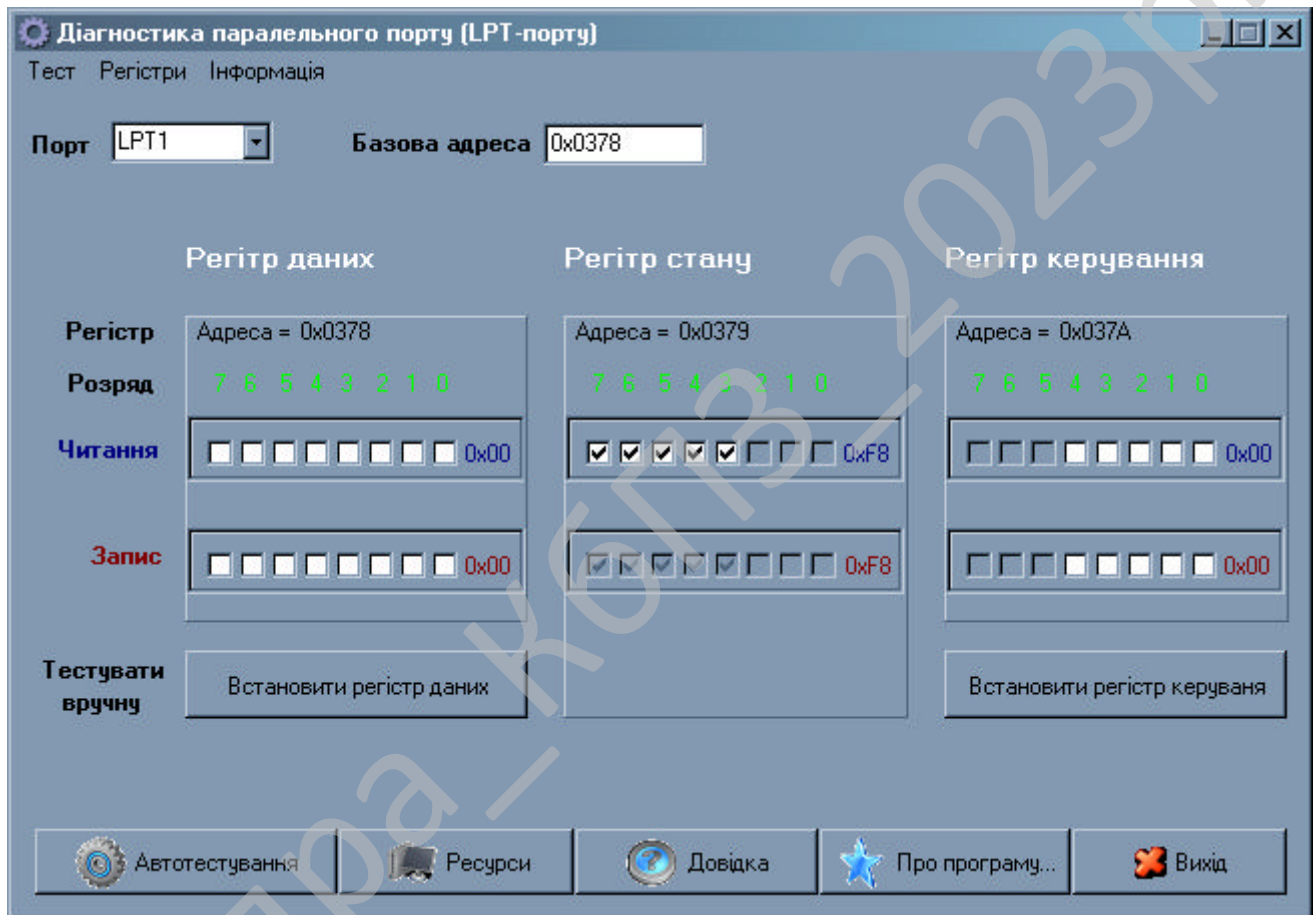 Діагностика паралельного порту (LPT-порту)
Тест Регістри Інформація
Порт LPT1 Базова адреса 0x0378
Регітр даних Регітр стану Регітр керування
Регістр Адреса = 0x0378 Адреса = 0x0379 Адреса = 0x037A
Розряд 7 6 5 4 3 2 1 0 7 6 5 4 3 2 1 0 7 6 5 4 3 2 1 0
Читання 0x00 0xF8 0x00
Запис 0x00 0xF8 0x00
Тестувати
вручну Встановити регістр даних Встановити регістр керуваня
Автотестування Ресурси Довідка Про програму... Вихід